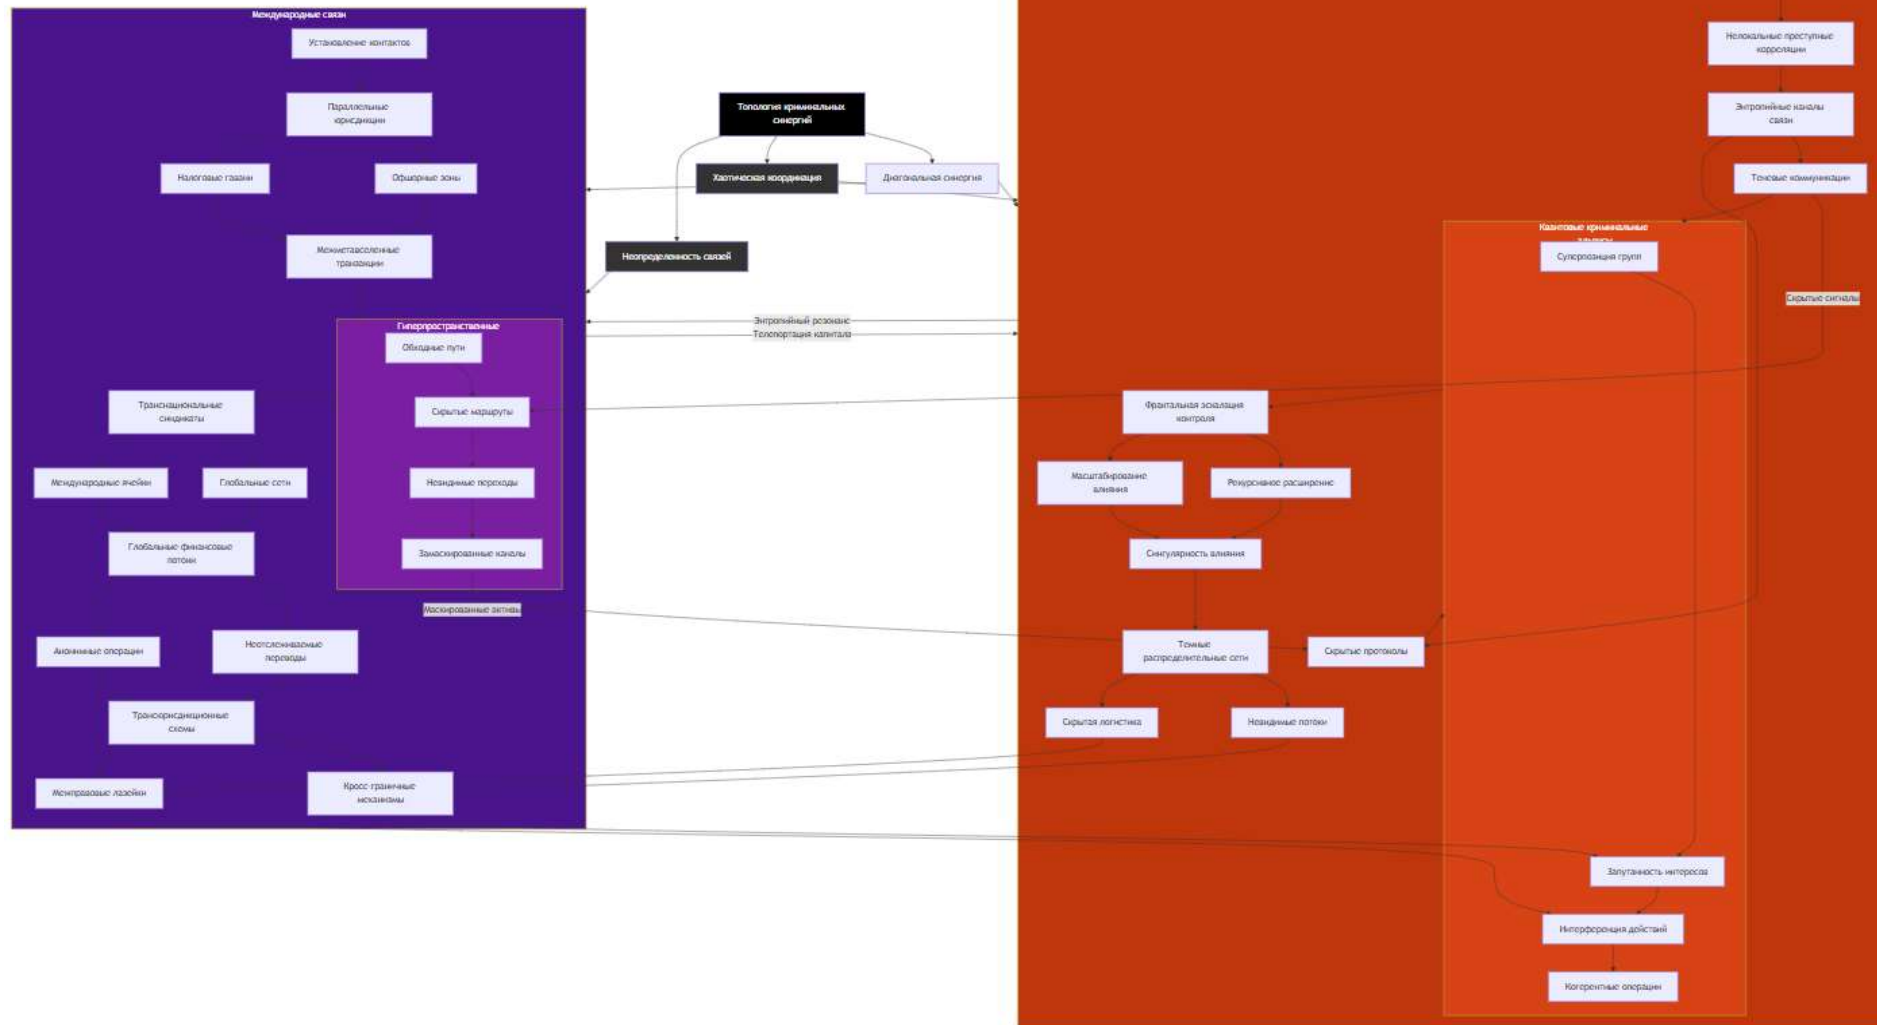 Международные связи
Установление контактов
Параллельные
юрисдикции
Налоговые гавани
Офшорные зоны
Межметавселенные
транзакции
Гиперпространственные
Обходные пути
Скрытые маршруты
Невидимые переходы
Замаскированные каналы
Маскированные активы
Транснациональные
синдикаты
Международные ячейки
Глобальные сети
Глобальные финансовые
потоки
Анонимные операции
Неотслеживаемые
переводы
Трансюрисдикционные
схемы
Межправовые лазейки
Кросс-граничные
механизмы
Топология криминальных
синергий
Хаотическая координация
Диагональная синергия
Неопределенность связей
Энтропийный резонанс
Телепортация капитала
Нелокальные преступные
корреляции
Энтропийные каналы
связи
Теневые коммуникации
Квантовые криминальные
Суперпозиция групп
Скрытые сигналы
Фрактальная эскалация
контроля
Масштабирование
влияния
Рекурсивное расширение
Сингулярность влияния
Темные
распределительные сети
Скрытые протоколы
Скрытая логистика
Невидимые потоки
Запутанность интересов
Интерференция действий
Когерентные операции